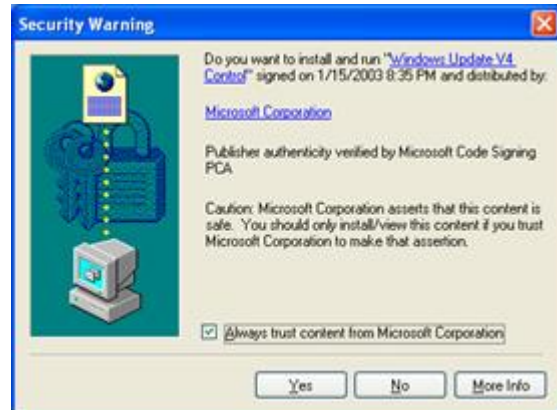 Security Warning
Do you want to install and run "Windows Update V4
Control" signed on 1/15/2003 8:35 PM and distributed by:
Microsoft Corporation
Publisher authenticity verified by Microsoft Code Signing
PCA
Caution: Microsoft Corporation asserts that this content is
safe. You should only install/view this content if you trust
Microsoft Corporation to make that assertion.
Always trust content from Microsoft Corporation
Yes No More Info